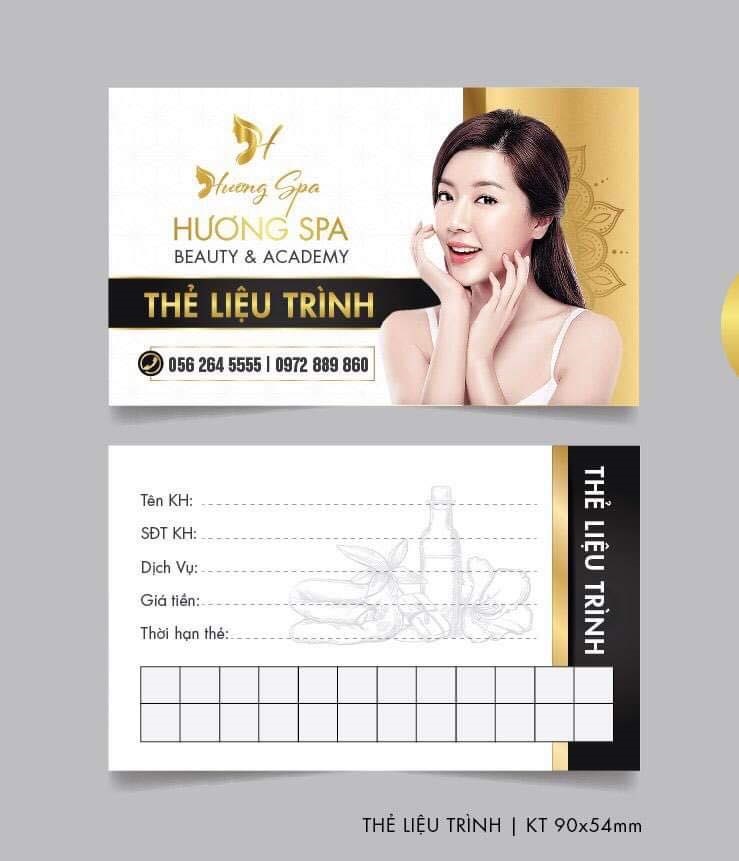 H
Hương Spa
HƯƠNG SPA
BEAUTY & ACADEMY
THẺ LIỆU TRÌNH
056 264 5555 | 0972 889 860
Tên KH:
SĐT KH:
Dịch Vụ:
Giá tiền:
Thời hạn thẻ:
THẺ LIỆU TRÌNH
THẺ LIỆU TRÌNH | KT 90x54mm